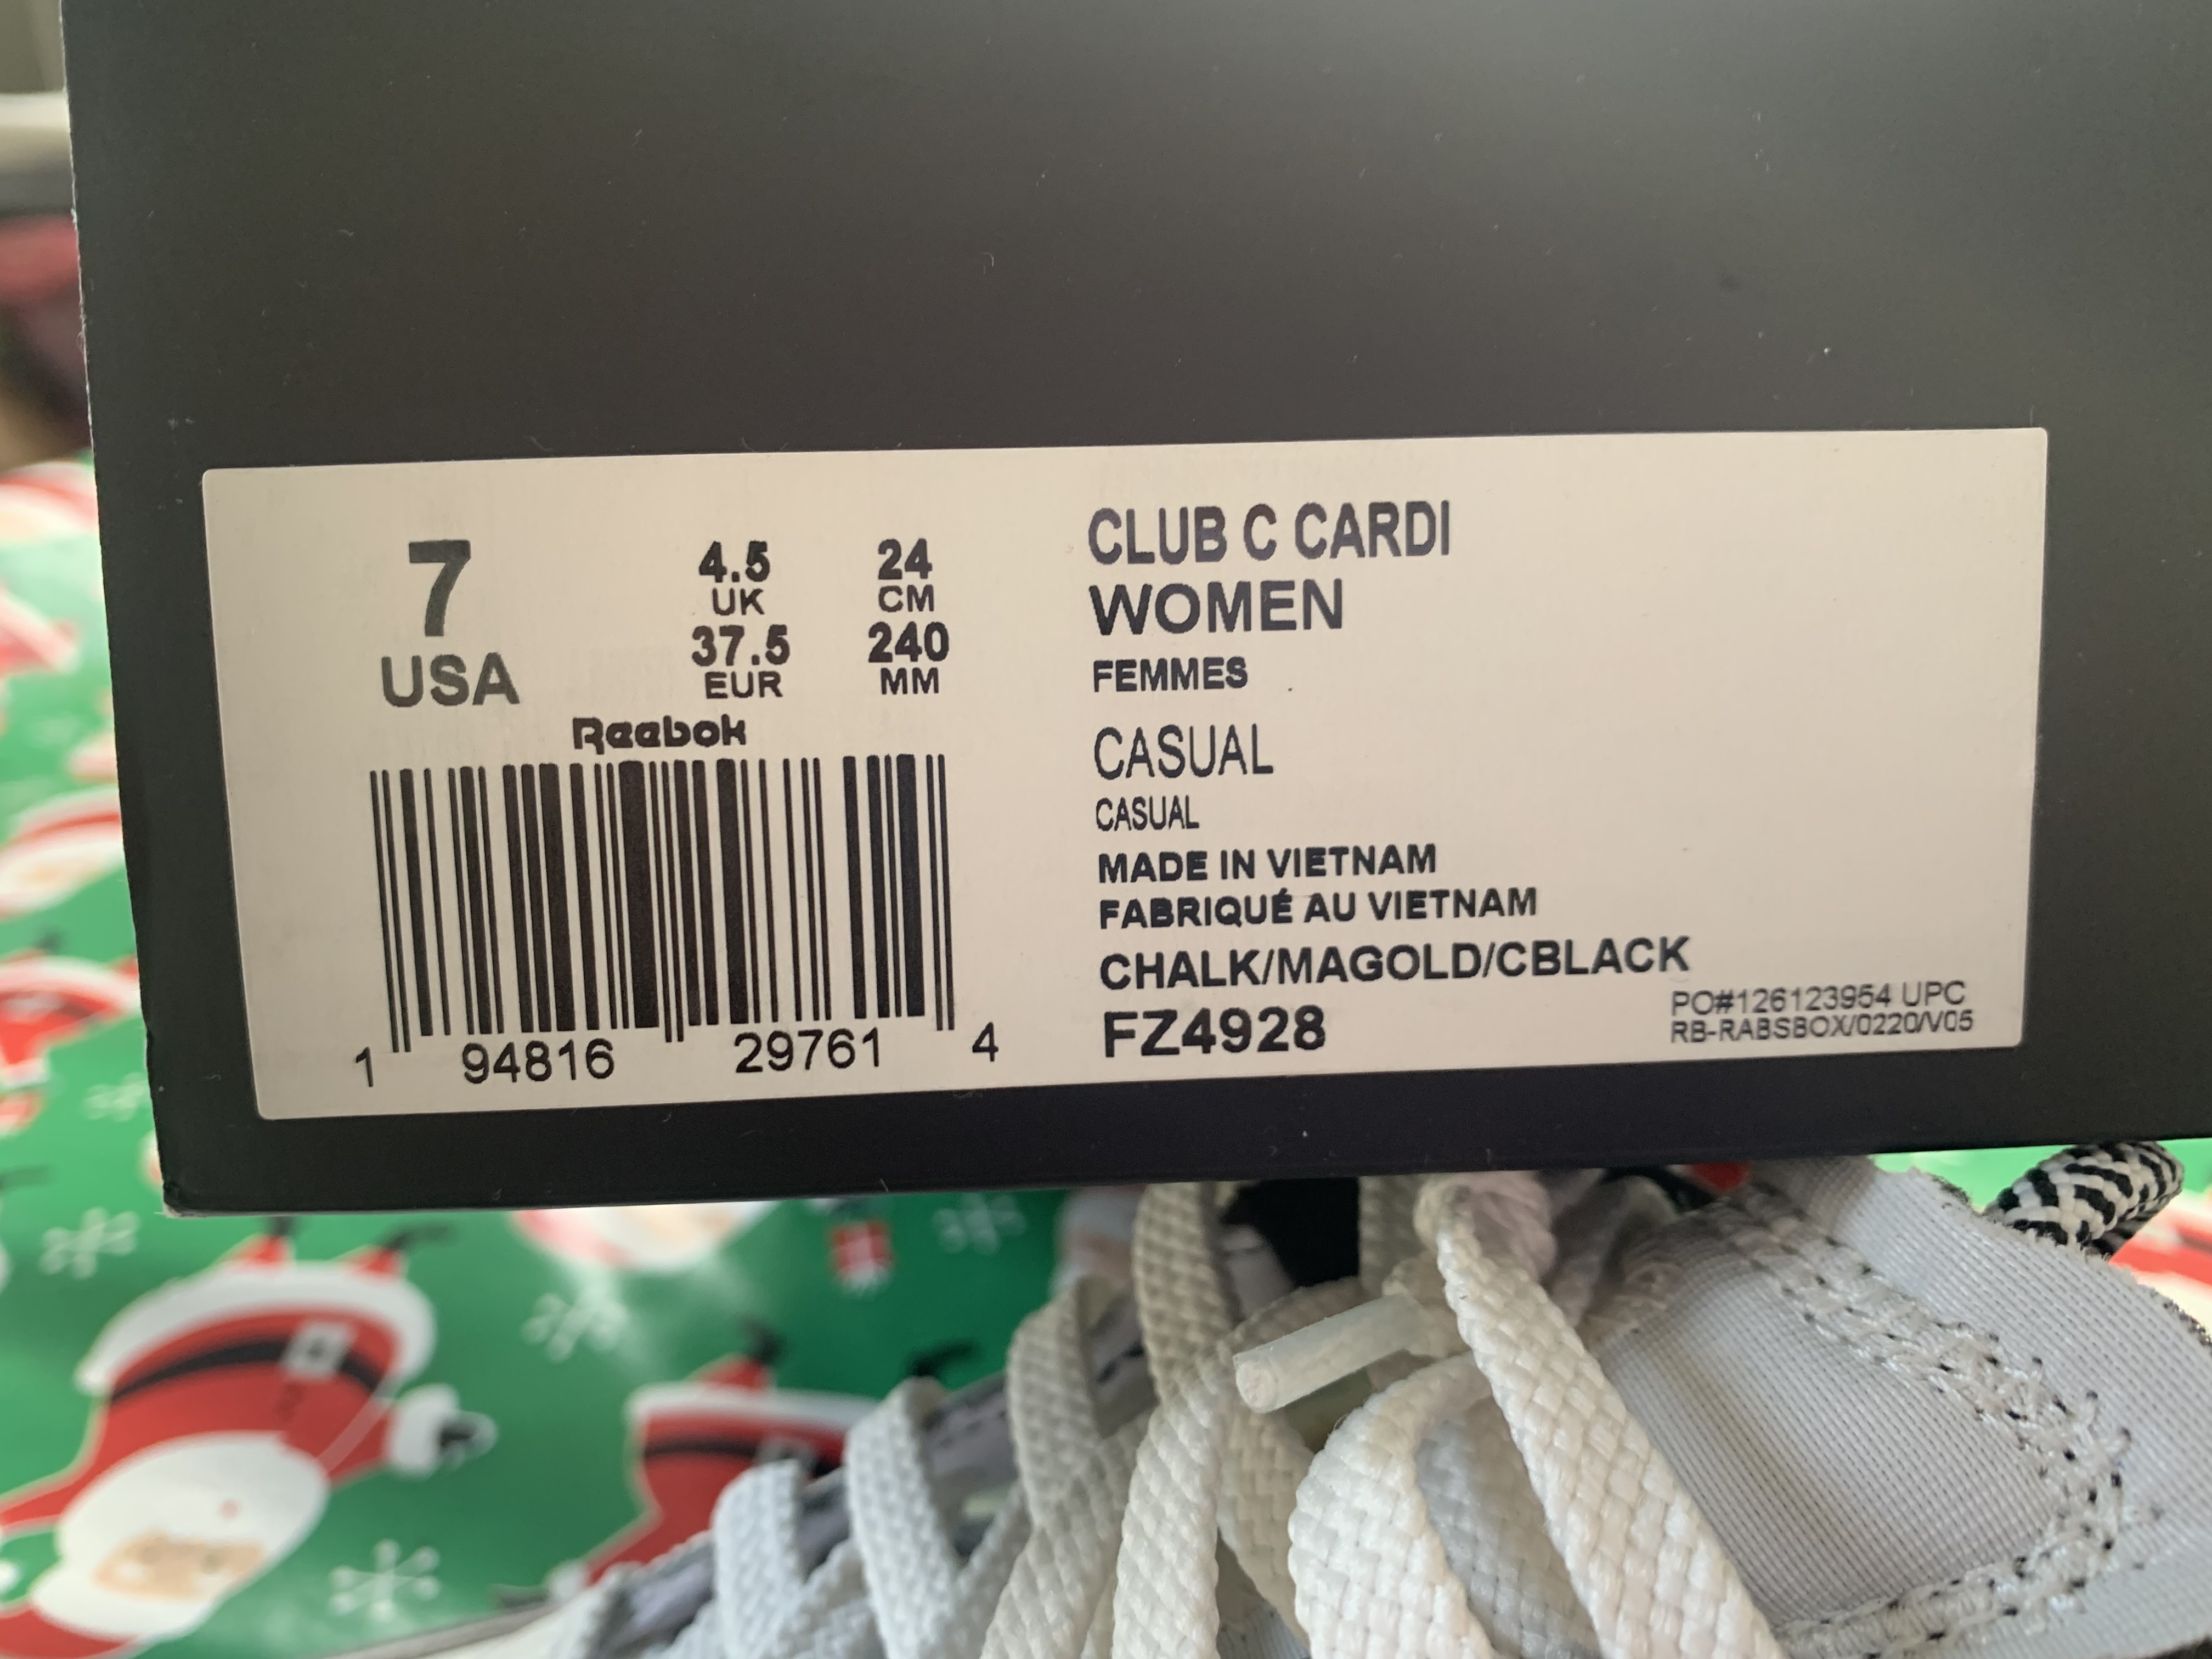 7
USA
4.5
UK
37.5
EUR
24
CM
240
MM
Reebok
1 94816 29761 4
CLUB C CARDI
WOMEN
FEMMES
CASUAL
CASUAL
MADE IN VIETNAM
FABRIQUÉ AU VIETNAM
CHALK/MAGOLD/CBLACK
FZ4928
PO#126123954 UPC
RB-RABSBOX/0220/V05